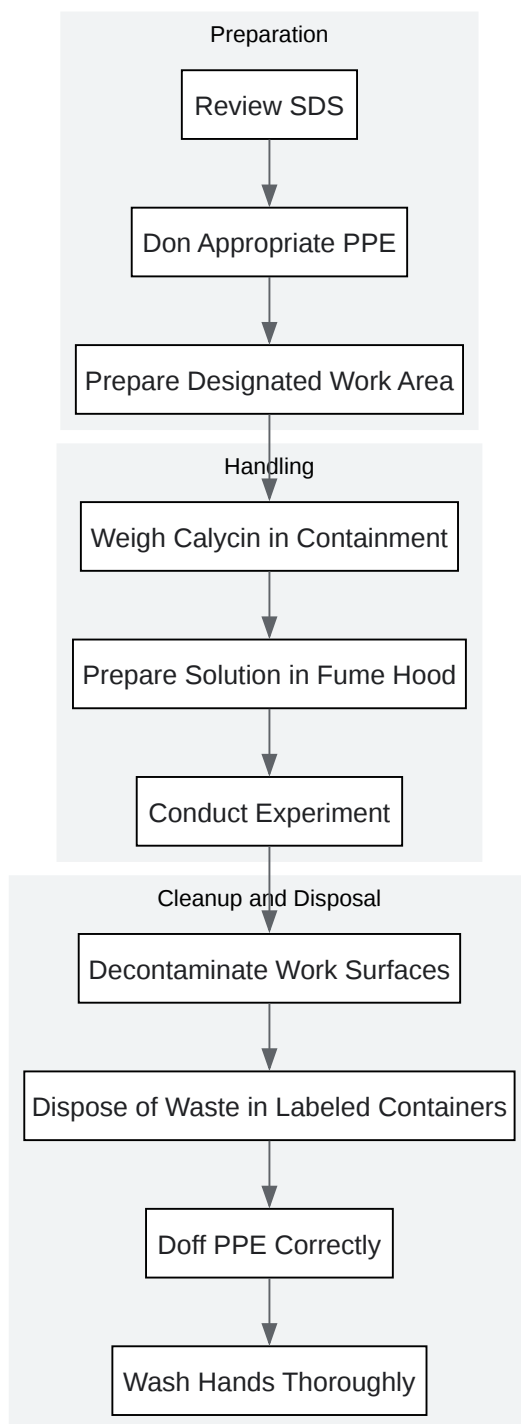 Preparation
Review SDS
Don Appropriate PPE
Prepare Designated Work Area
Handling
Weigh Calycin in Containment
Prepare Solution in Fume Hood
Conduct Experiment
Cleanup and Disposal
Decontaminate Work Surfaces
Dispose of Waste in Labeled Containers
Doff PPE Correctly
Wash Hands Thoroughly